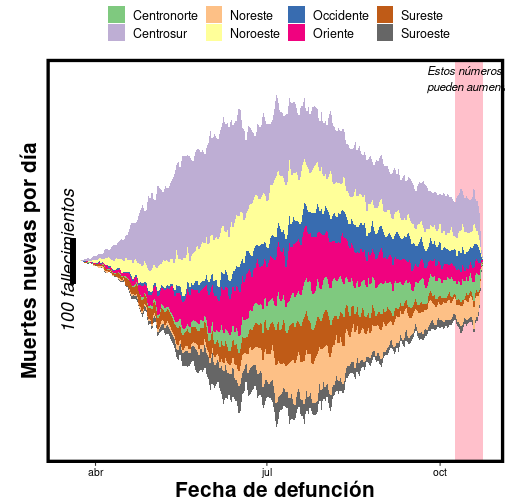 Centronorte Noreste Occidente Sureste
Centrosur Noroeste Oriente Suroeste
Estos números
pueden aumen
Muertes nuevas por día
100 fallecimientos
abr jul oct
Fecha de defunción